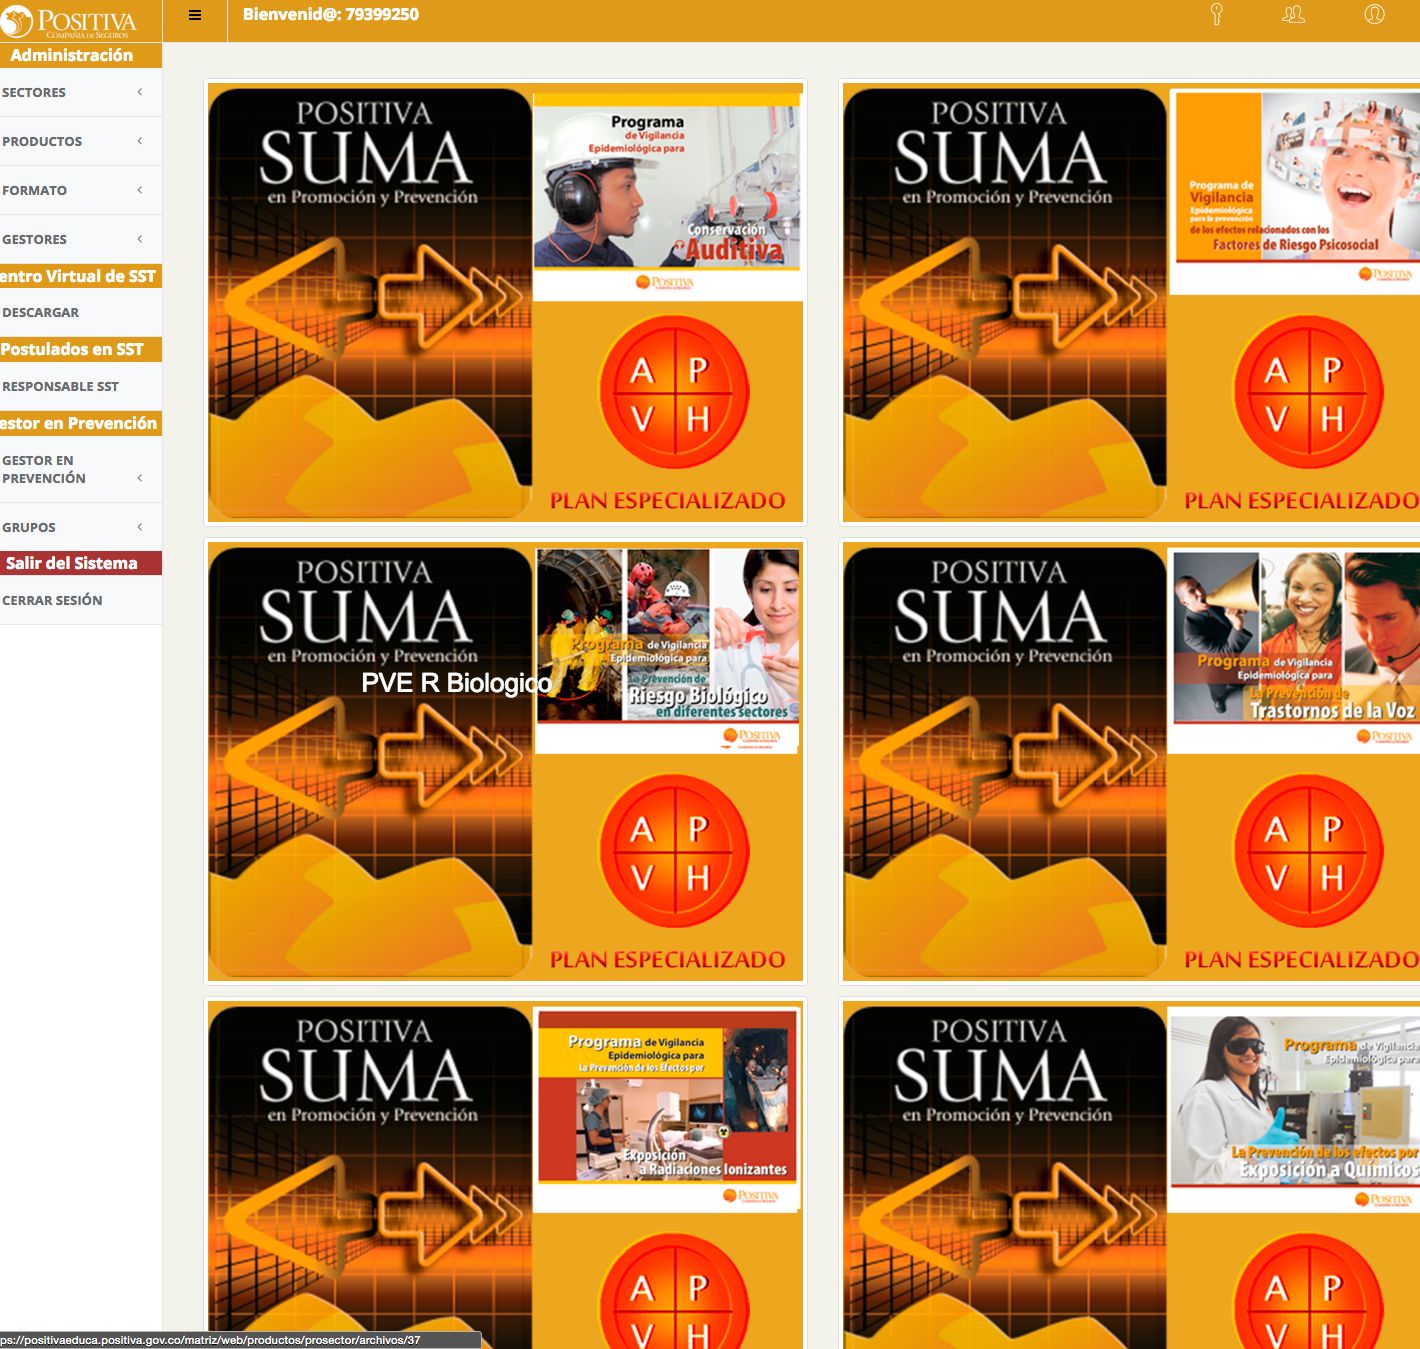 POSITIVA
COMPAÑIA DE SEGUROS
Bienvenid@: 79399250
Administración
SECTORES
PRODUCTOS
FORMATO
GESTORES
entro Virtual de SST
DESCARGAR
Postulados en SST
RESPONSABLE SST
estor en Prevención
GESTOR EN
PREVENCIÓN
GRUPOS
Salir del Sistema
CERRAR SESIÓN
POSITIVA
SUMA
en Promoción y Prevención
Programa
de Vigilancia
Epidemiológica para
Conservación
Auditiva
POSITIVA
A P
V H
PLAN ESPECIALIZADO
POSITIVA
SUMA
en Promoción y Prevención
Programa de
Vigilancia
Epidemiológica
para la prevención
de los efectos relacionados con los
Factores de Riesgo Psicosocial
POSITIVA
A P
V H
PLAN ESPECIALIZADO
POSITIVA
SUMA
en Promoción y Prevención
PVE R Biologico
Programa de Vigilancia
Epidemiológica para
La Prevención de
Riesgo Biológico
en diferentes sectores
POSITIVA
A P
V H
PLAN ESPECIALIZADO
POSITIVA
SUMA
en Promoción y Prevención
Programa de Vigilancia
Epidemiológica para
La Prevención de
Trastornos de la Voz
POSITIVA
A P
V H
PLAN ESPECIALIZADO
POSITIVA
SUMA
en Promoción y Prevención
Programa de Vigilancia
Epidemiológica para
La Prevención de los Efectos por
Exposición
a Radiaciones Ionizantes
POSITIVA
A P
V H
POSITIVA
SUMA
en Promoción y Prevención
Programa de Vigilancia
Epidemiológica para
La Prevención de los efectos por
Exposición a Químicos
POSITIVA
A P
V H
ps://positivaeduca.positiva.gov.co/matriz/web/productos/prosector/archivos/37